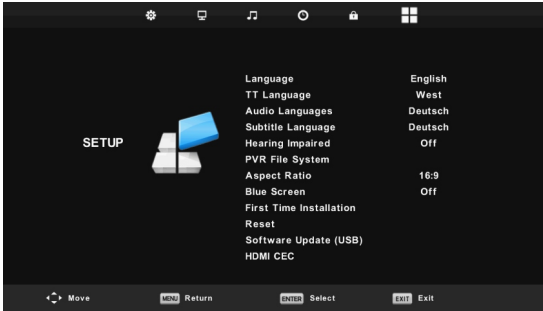 Language English
TT Language West
Audio Languages Deutsch
Subtitle Language Deutsch
SETUP
Hearing Impaired Off
PVR File System
Aspect Ratio 16:9
Blue Screen Off
First Time Installation
Reset
Software Update (USB)
HDMI CEC
Move MENU Return ENTER Select EXIT Exit